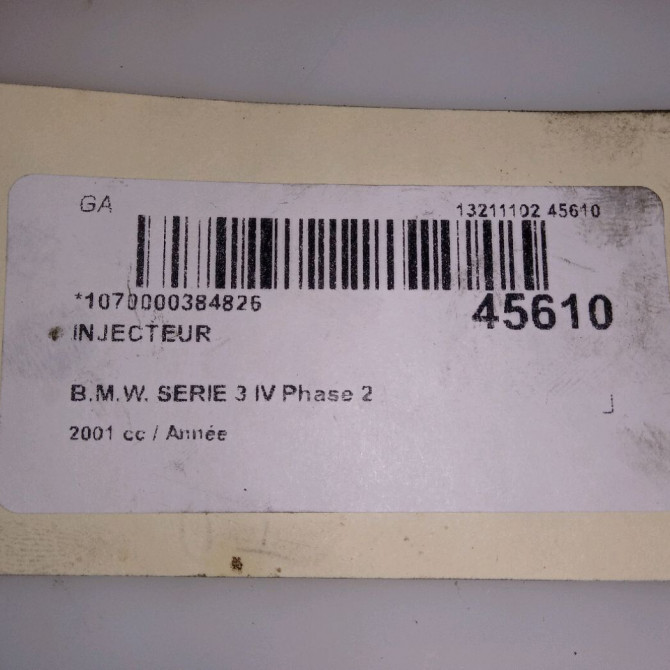 GA
13211102 45610
*1070000384826
45610
INJECTEUR
B.M.W. SERIE 3 IV Phase 2
2001 cc / Année